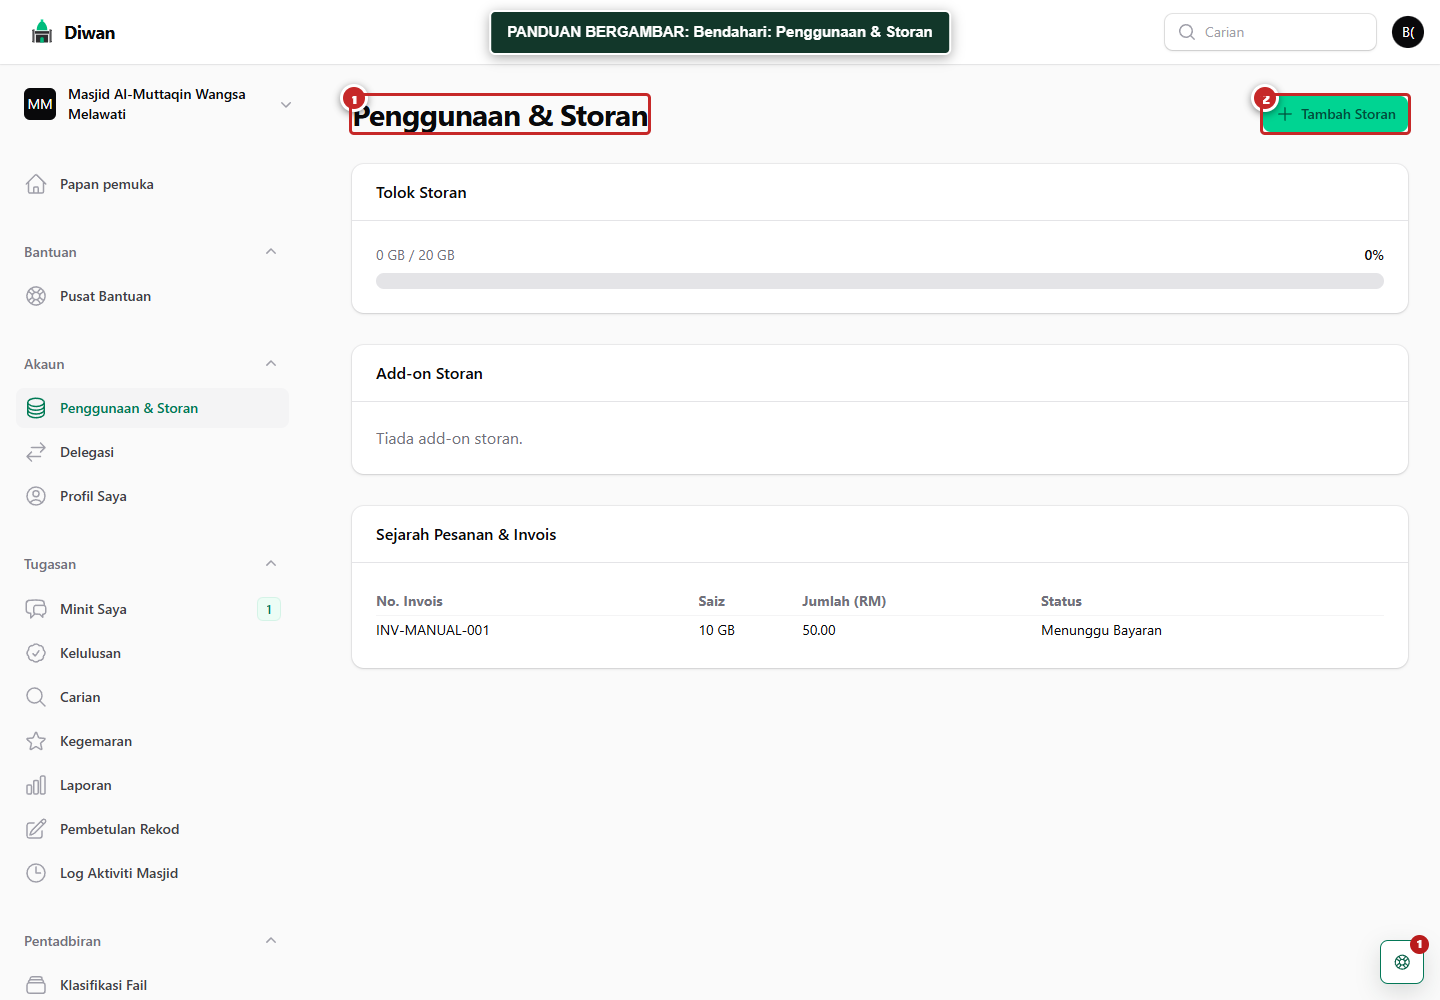 Diwan
PANDUAN BERGAMBAR: Bendahari: Penggunaan & Storan
Carian
B(
MM
Masjid Al-Muttaqin Wangsa
Melawati
Papan pemuka
Bantuan
Pusat Bantuan
Akaun
Penggunaan & Storan
Delegasi
Profil Saya
Tugasan
Minit Saya
1
Kelulusan
Carian
Kegemaran
Laporan
Pembetulan Rekod
Log Aktiviti Masjid
Pentadbiran
Klasifikasi Fail
1
Penggunaan & Storan
2
Tambah Storan
Tolok Storan
0 GB / 20 GB
0%
Add-on Storan
Tiada add-on storan.
Sejarah Pesanan & Invois
No. Invois Saiz Jumlah (RM) Status
INV-MANUAL-001 10 GB 50.00 Menunggu Bayaran
1